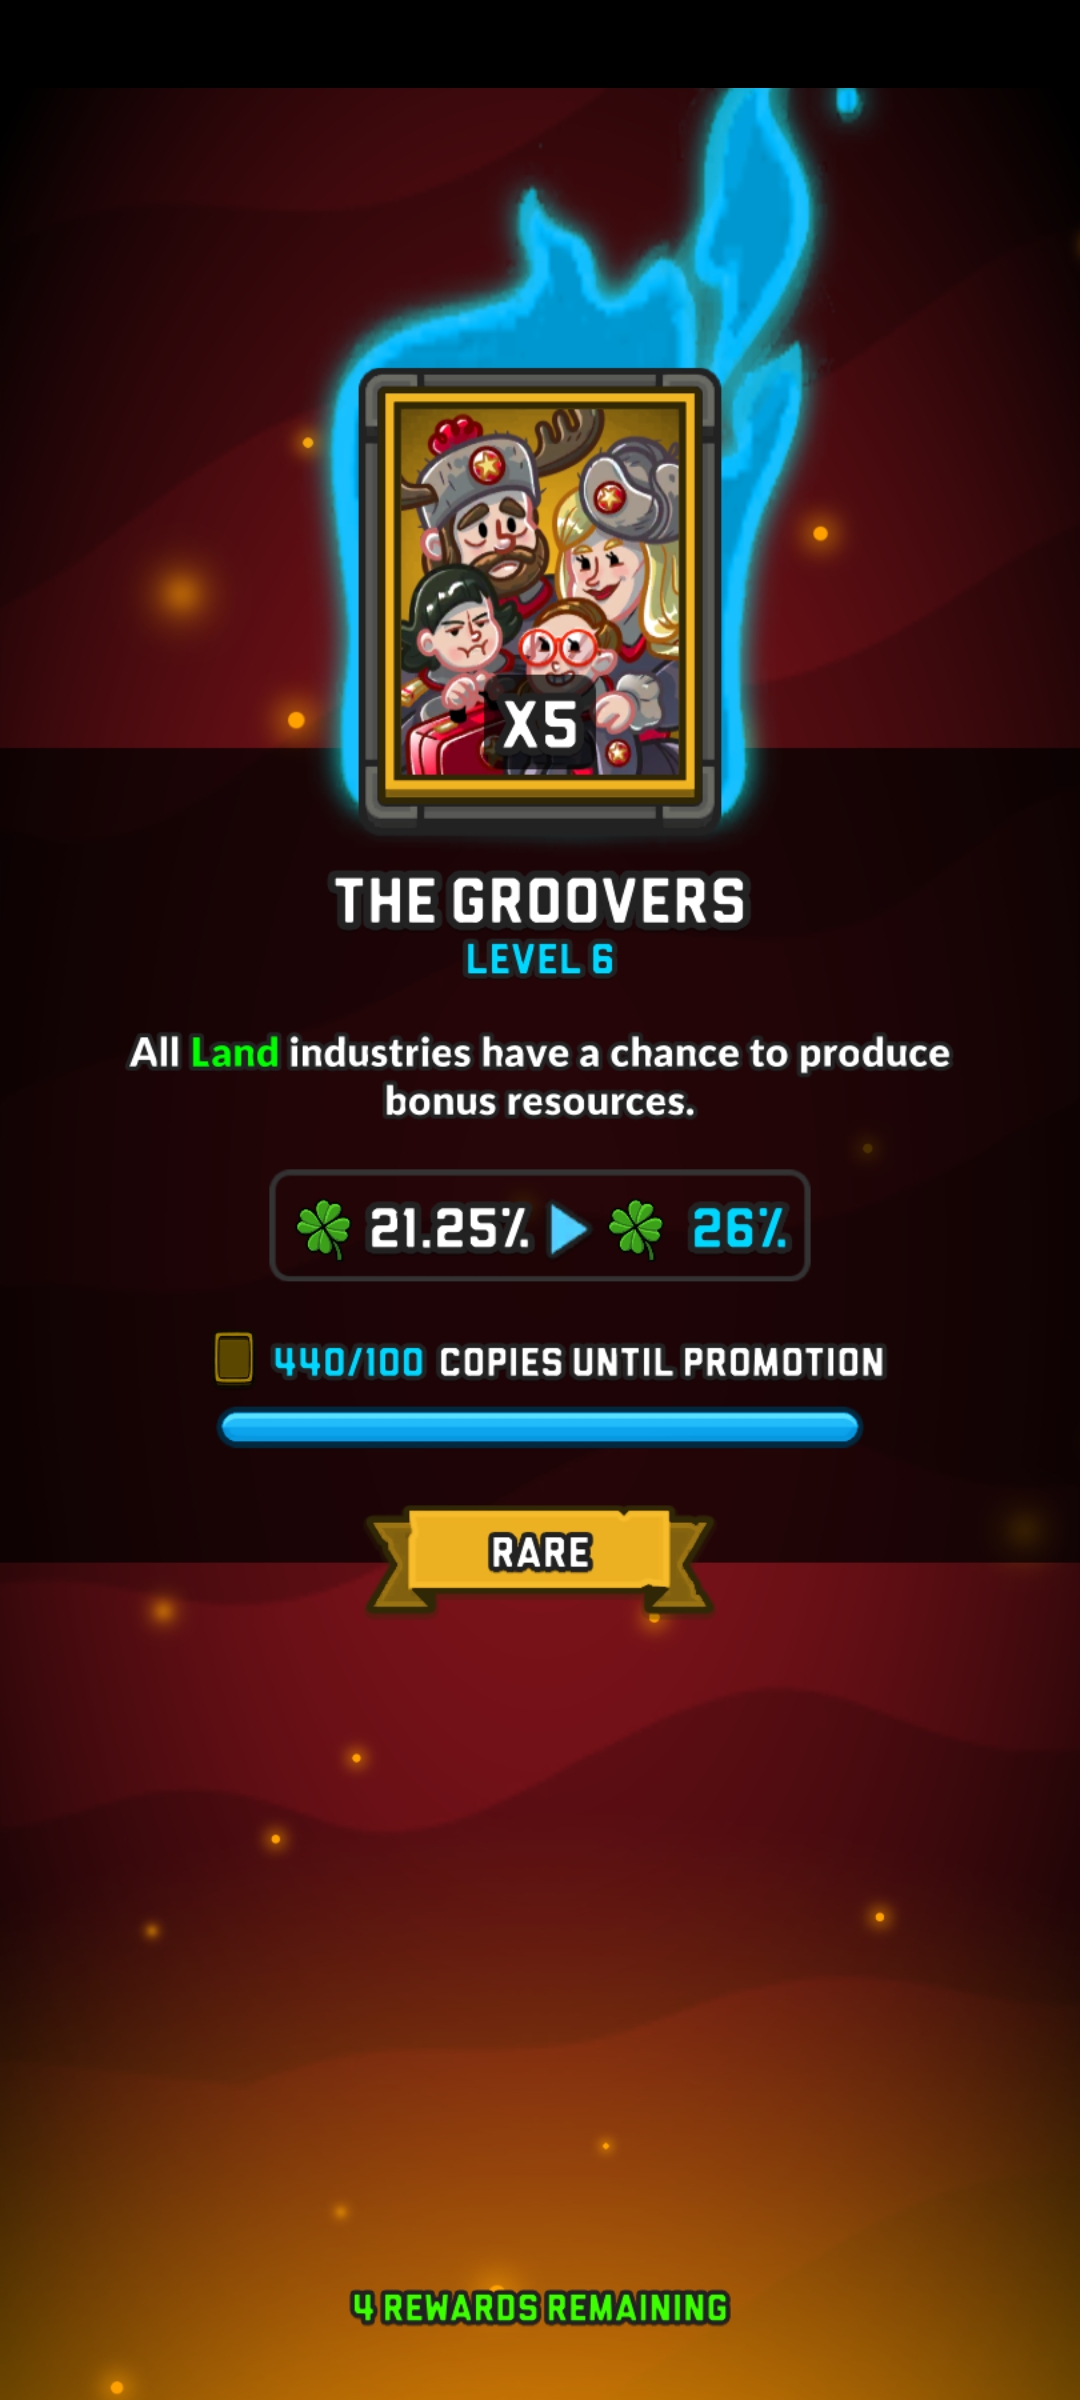 X5
THE GROOVERS
LEVEL 6
All Land industries have a chance to produce
bonus resources.
21.25% 26%
440/100 COPIES UNTIL PROMOTION
RARE
4 REWARDS REMAINING